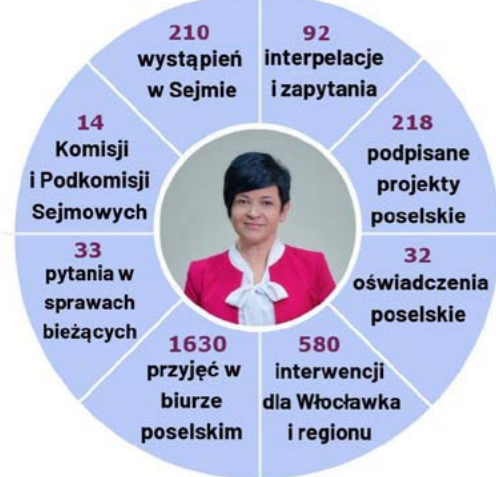 210
wystąpień
w Sejmie
92
interpelacje
i zapytania
218
podpisane
projekty
poselskie
32
oświadczenia
poselskie
580
interwencji
dla Włocławka
i regionu
1630
przyjęć w
biurze
poselskim
33
pytania w
sprawach
bieżących
14
Komisji
i Podkomisji
Sejmowych